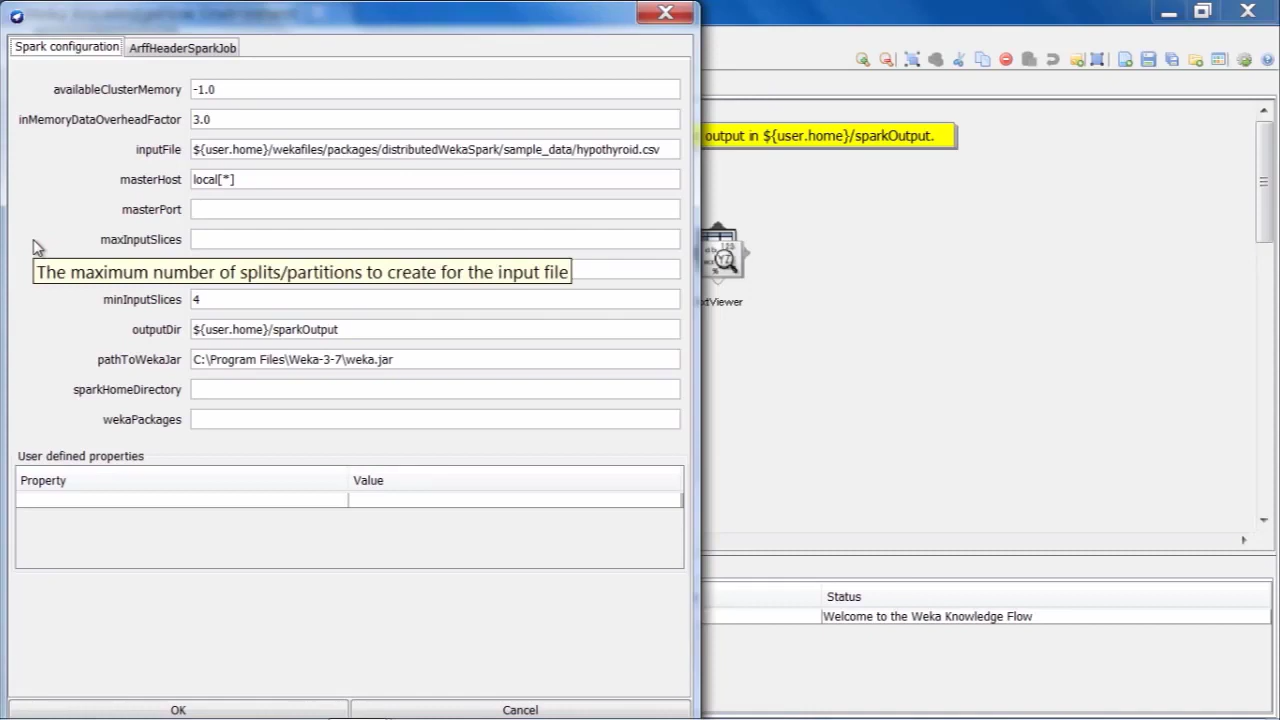 Spark configuration
ArffHeaderSparkJob
availableClusterMemory -1.0
inMemoryDataOverheadFactor 3.0
inputFile ${user.home}/wekafiles/packages/distributedWekaSpark/sample_data/hypothyroid.csv
masterHost local[*]
masterPort
maxInputSlices
The maximum number of splits/partitions to create for the input file
minInputSlices 4
outputDir ${user.home}/sparkOutput
pathToWekaJar C:\Program Files\Weka-3-7\weka.jar
sparkHomeDirectory
wekaPackages
User defined properties
Property Value
OK Cancel
output in ${user.home}/sparkOutput.
xtViewer
Status
Welcome to the Weka Knowledge Flow